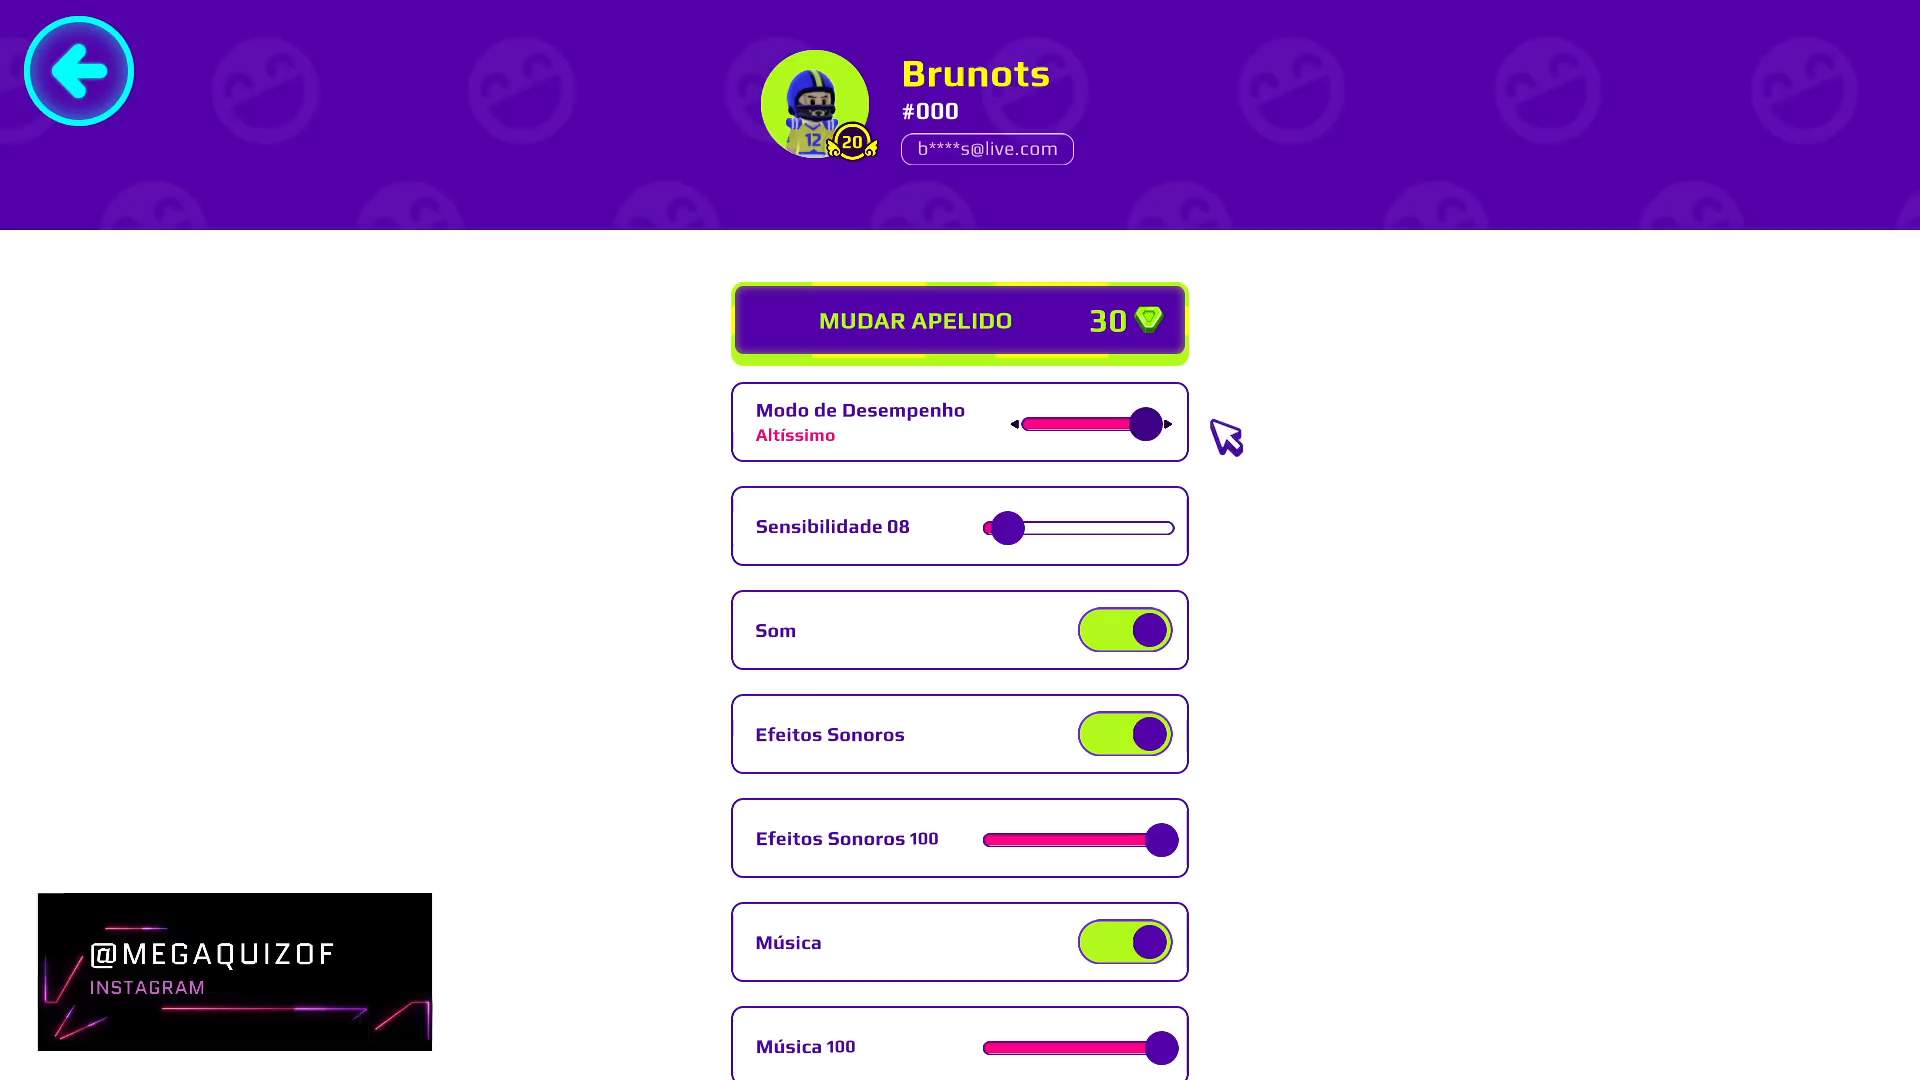 Brunots
#000
12
20
b****s@live.com
MUDAR APELIDO
30
Modo de Desempenho
Altíssimo
Sensibilidade 08
Som
Efeitos Sonoros
Efeitos Sonoros 100
Música
Música 100
@MEGAQUIZOF
INSTAGRAM